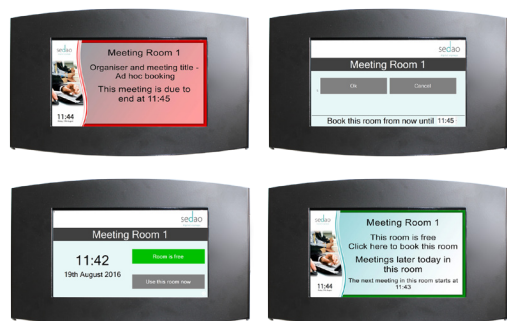 sedao
Meeting Room 1
Organiser and meeting title -
Ad hoc booking
This meeting is due to
end at 11:45
11:44
sedao
Meeting Room 1
Ok
Cancel
Book this room from now until 11:45
sedao
Meeting Room 1
11:42
19th August 2016
Room is free
Use this room now
sedao
Meeting Room 1
This room is free
Click here to book this room
Meetings later today in
this room
The next meeting in this room starts at
11:43
11:44